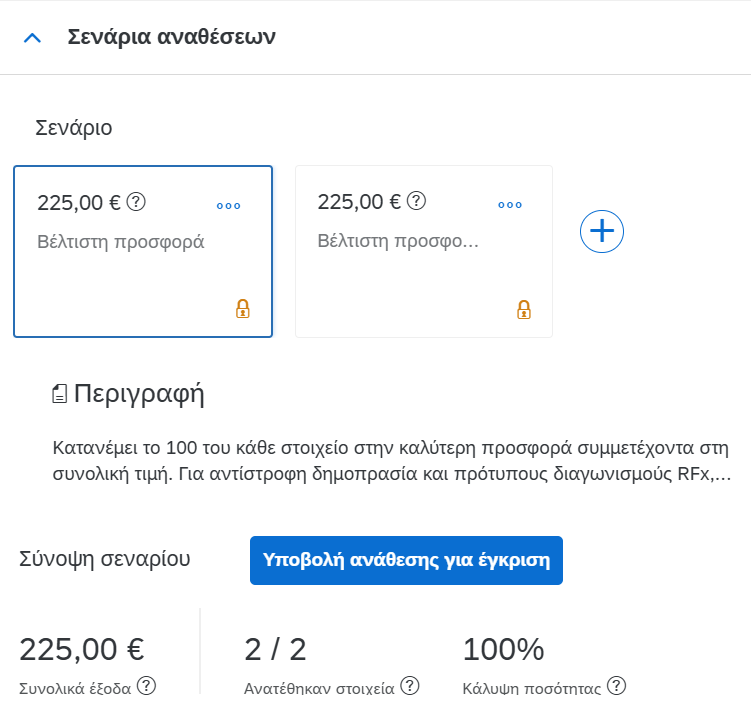 Σενάρια αναθέσεων
Σενάριο
225,00 € ?
ooo
Βέλτιστη προσφορά
225,00 € ?
ooo
Βέλτιστη προσφο...
Περιγραφή
Κατανέμει το 100 του κάθε στοιχείο στην καλύτερη προσφορά συμμετέχοντα στη
συνολική τιμή. Για αντίστροφη δημοπρασία και πρότυπους διαγωνισμούς RFx,...
Σύνοψη σεναρίου
Υποβολή ανάθεσης για έγκριση
225,00 €
Συνολικά έξοδα ?
2 / 2
Ανατέθηκαν στοιχεία ?
100%
Κάλυψη ποσότητας ?